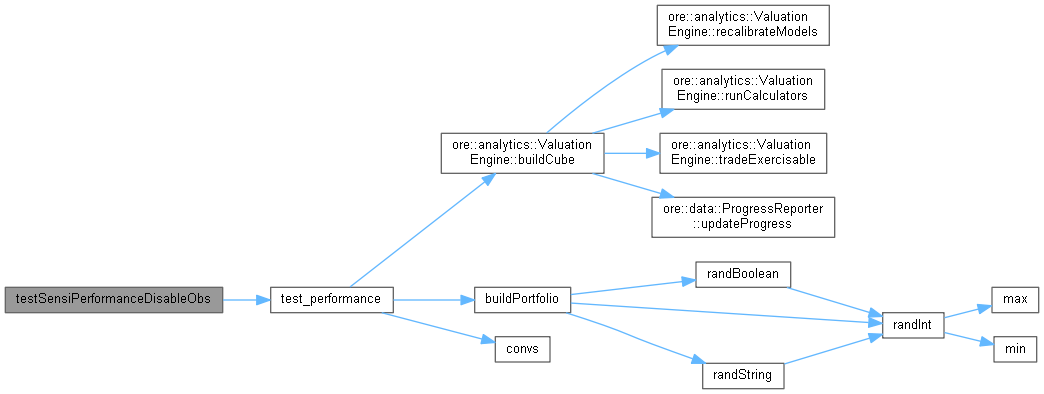 ore::analytics::Valuation
Engine::recalibrateModels
ore::analytics::Valuation
Engine::runCalculators
ore::analytics::Valuation
Engine::buildCube
ore::analytics::Valuation
Engine::tradeExercisable
ore::data::ProgressReporter
::updateProgress
testSensiPerformanceDisableObs
test_performance
buildPortfolio
convs
randBoolean
randString
randInt
max
min